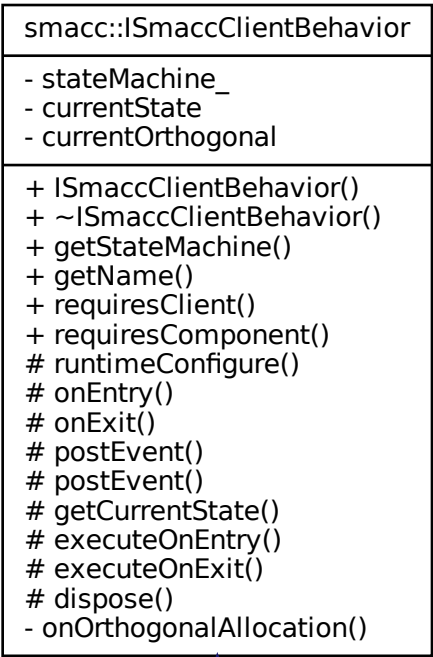 smacc::ISmaccClientBehavior
- stateMachine_
- currentState
- currentOrthogonal
+ ISmaccClientBehavior()
+ ~ISmaccClientBehavior()
+ getStateMachine()
+ getName()
+ requiresClient()
+ requiresComponent()
# runtimeConfigure()
# onEntry()
# onExit()
# postEvent()
# postEvent()
# getCurrentState()
# executeOnEntry()
# executeOnExit()
# dispose()
- onOrthogonalAllocation()